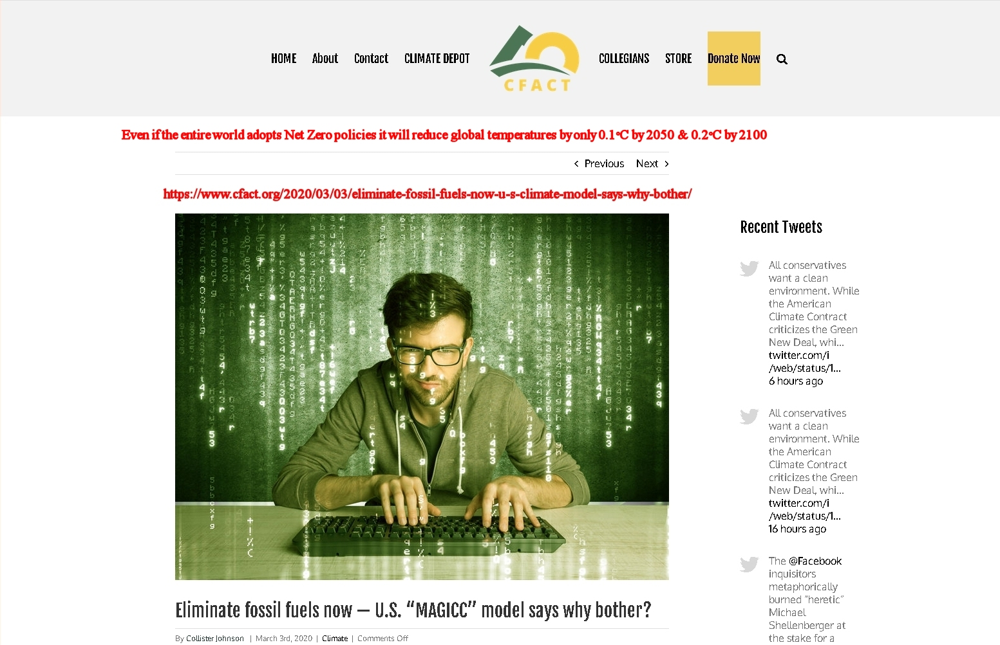 HOME About Contact CLIMATE DEPOT CFACT COLLEGIANS STORE Donate Now
Even if the entire world adopts Net Zero policies it will reduce global temperatures by only 0.1°C by 2050 & 0.2°C by 2100
Previous Next
https://www.cfact.org/2020/03/03/eliminate-fossil-fuels-now-u-s-climate-model-says-why-bother/
Eliminate fossil fuels now — U.S. “MAGICC” model says why bother?
By Collister Johnson | March 3rd, 2020 | Climate | Comments Off
Recent Tweets
All conservatives
want a clean
environment. While
the American
Climate Contract
criticizes the Green
New Deal, whi...
twitter.com/i
/web/status/1...
6 hours ago
All conservatives
want a clean
environment. While
the American
Climate Contract
criticizes the Green
New Deal, whi...
twitter.com/i
/web/status/1...
16 hours ago
The @Facebook
inquisitors
metaphorically
burned “heretic”
Michael
Shellenberger at
the stake for a